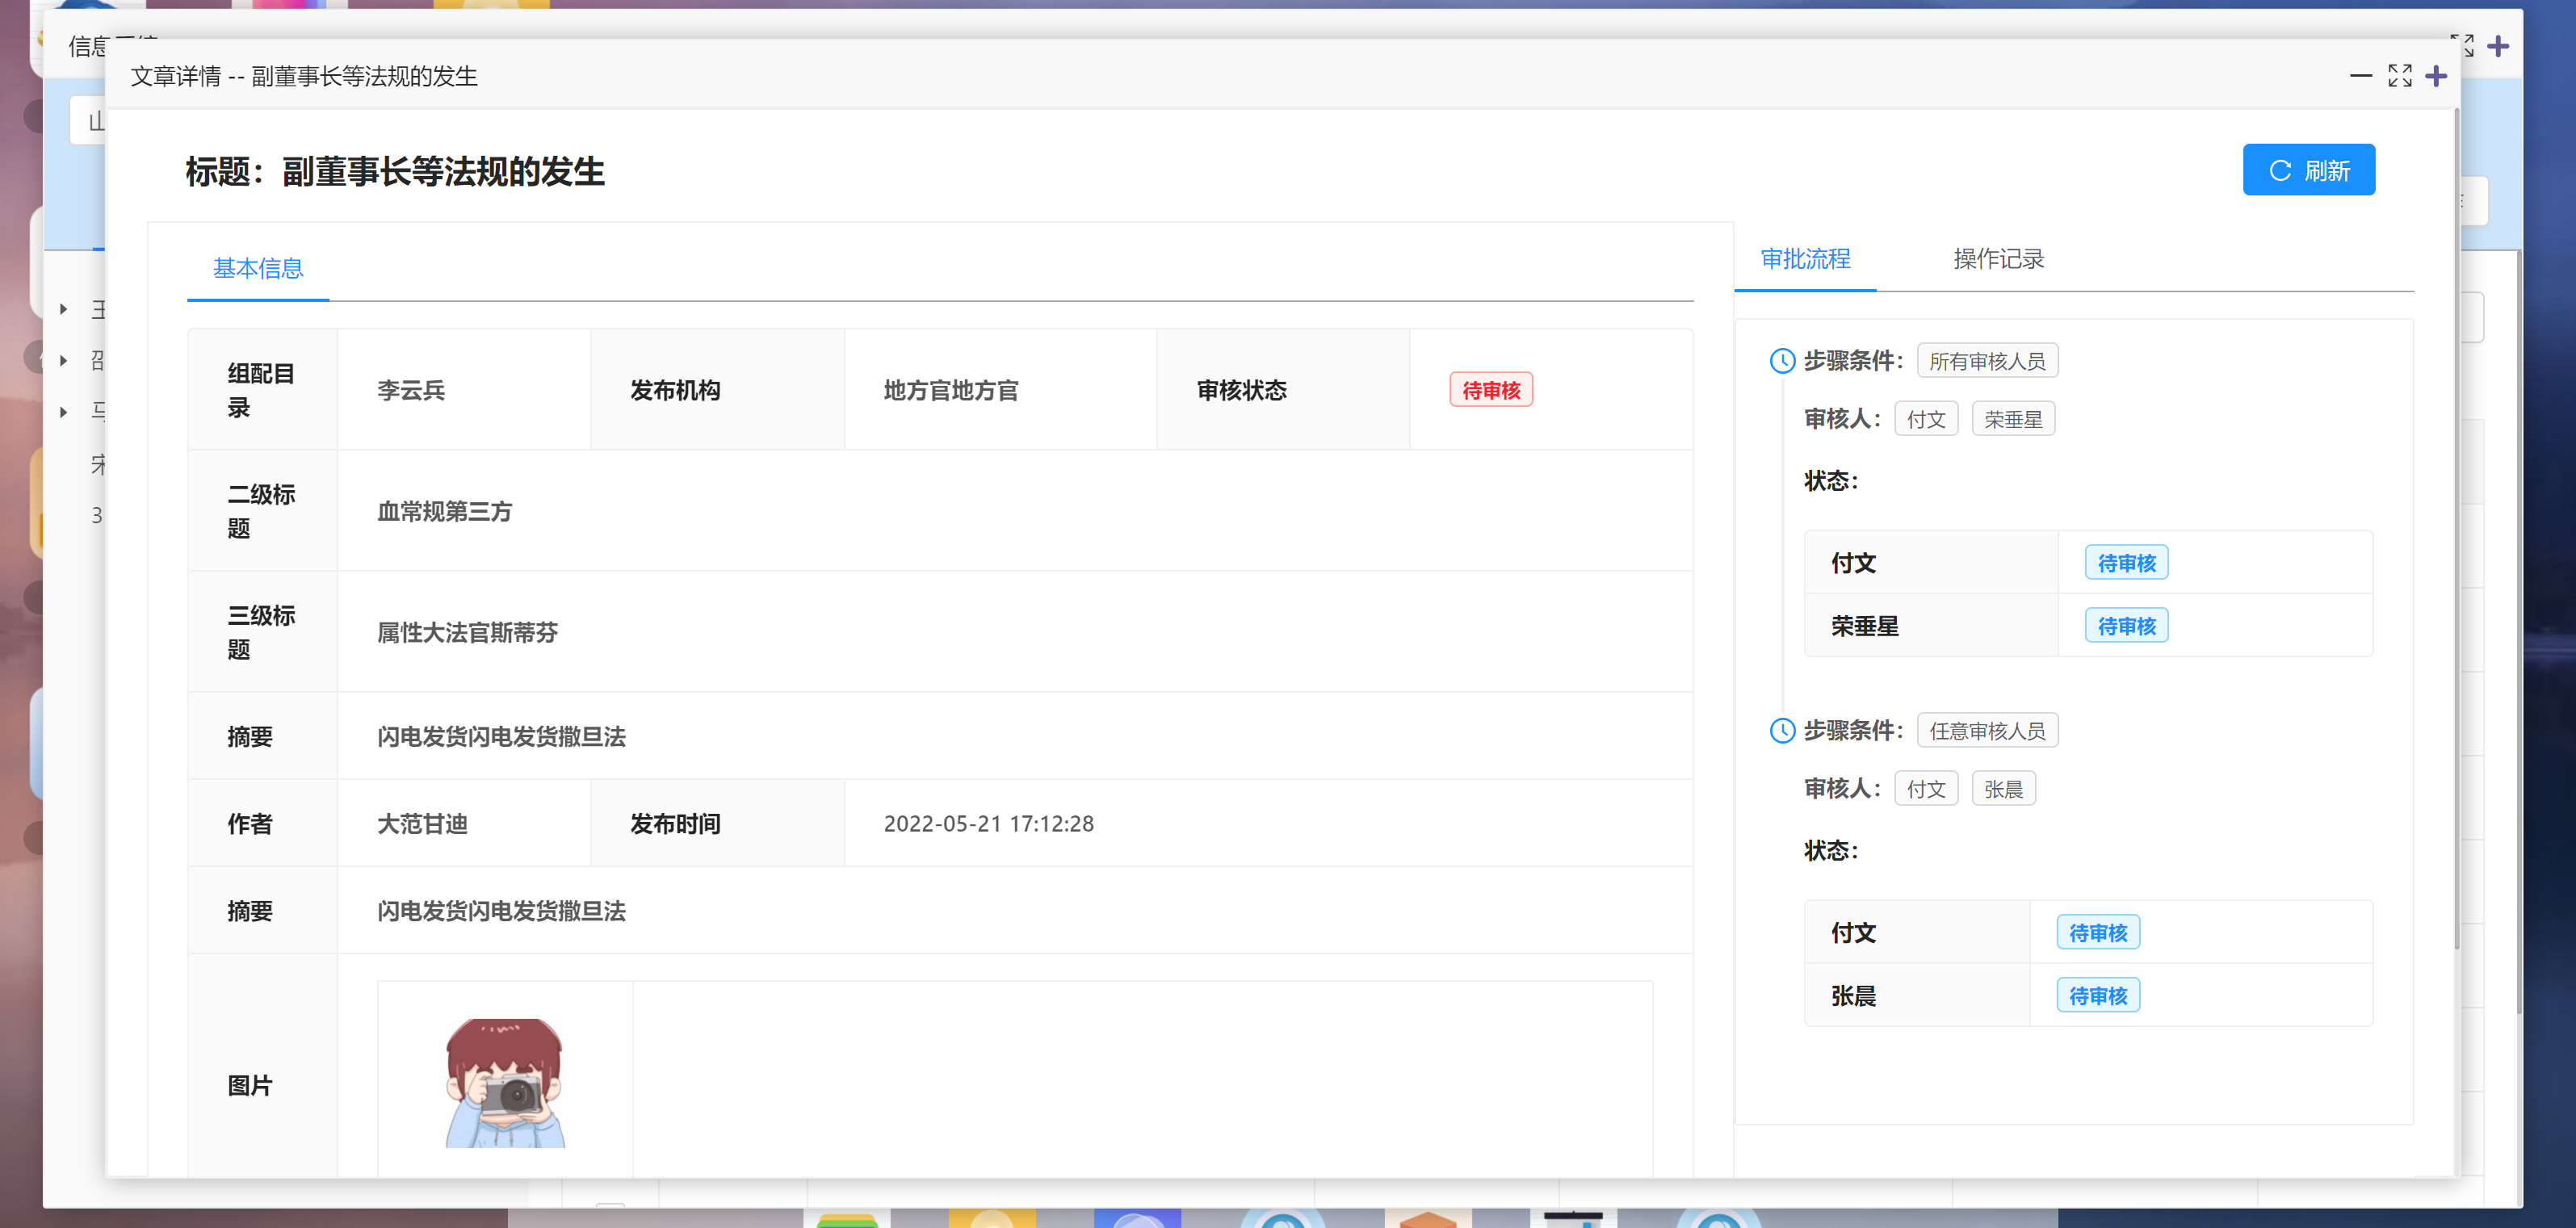 信息系统
文章详情 -- 副董事长等法规的发生
标题：副董事长等法规的发生
刷新
基本信息
审批流程
操作记录
组配目录
李云兵
发布机构
地方官地方官
审核状态
待审核
二级标题
血常规第三方
三级标题
属性大法官斯蒂芬
摘要
闪电发货闪电发货撒旦法
作者
大范甘迪
发布时间
2022-05-21 17:12:28
摘要
闪电发货闪电发货撒旦法
图片
步骤条件：
所有审核人员
审核人：
付文
荣垂星
状态：
付文
待审核
荣垂星
待审核
步骤条件：
任意审核人员
审核人：
付文
张晨
状态：
付文
待审核
张晨
待审核
山
王
邵
马
宋
3